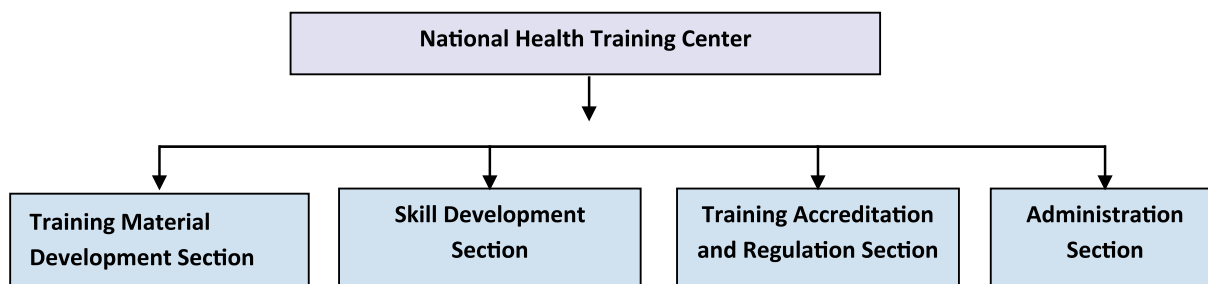 National Health Training Center
Training Material
Development Section
Skill Development
Section
Training Accreditation
and Regulation Section
Administration
Section